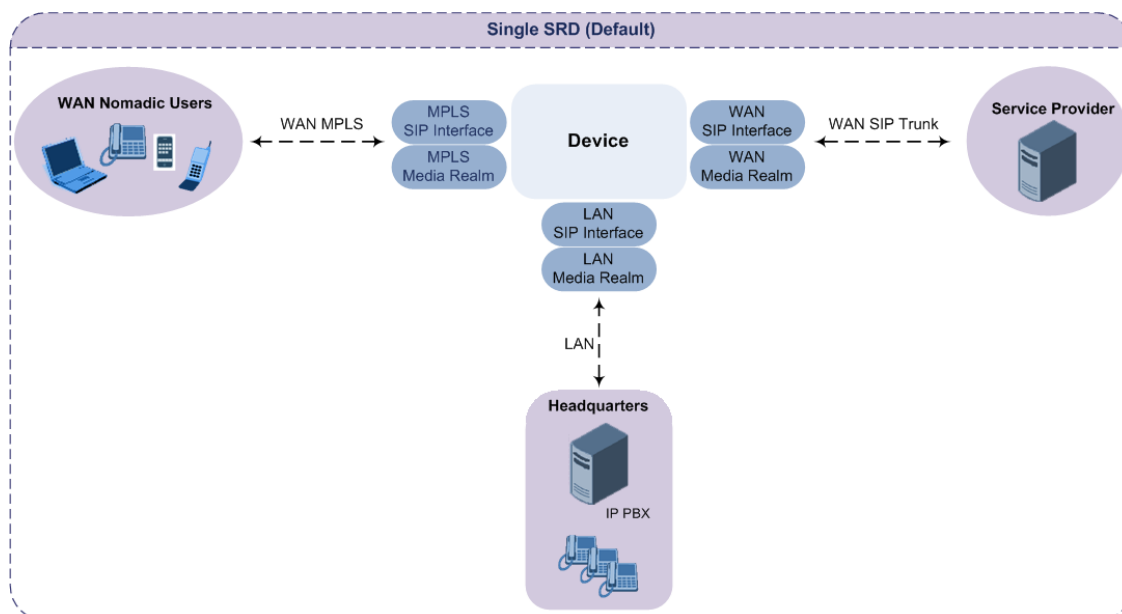 Single SRD (Default)
WAN Nomadic Users
WAN MPLS
MPLS
SIP Interface
MPLS
Media Realm
Device
WAN
SIP Interface
WAN
Media Realm
WAN SIP Trunk
Service Provider
LAN
SIP Interface
LAN
Media Realm
LAN
Headquarters
IP PBX